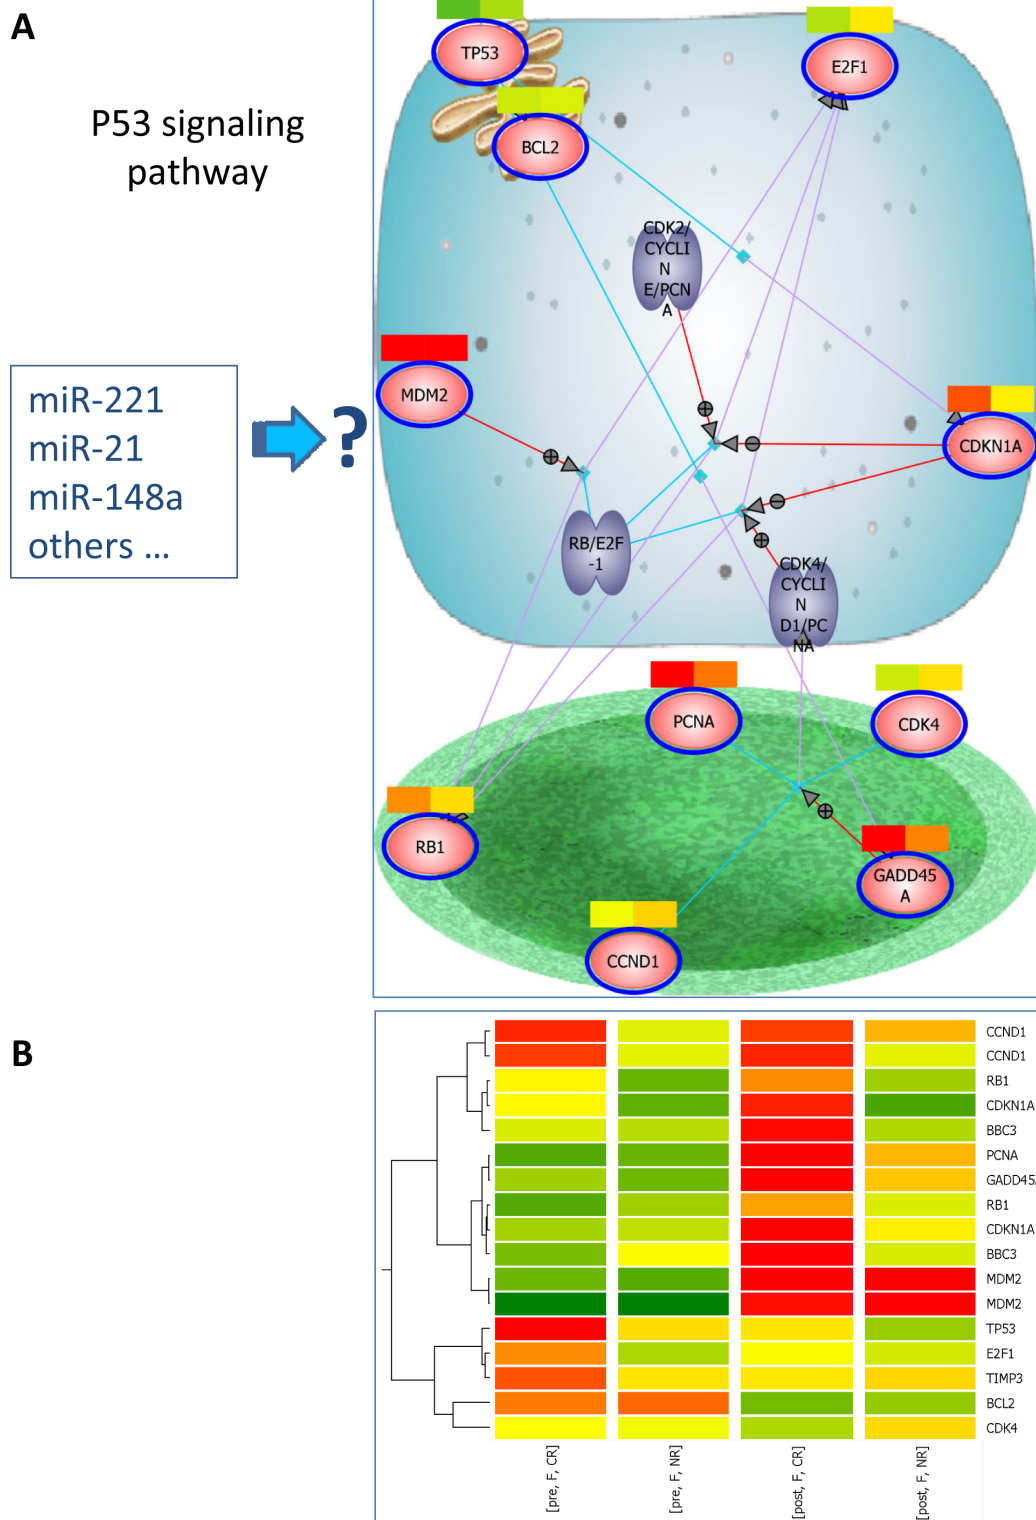 A
P53 signaling
pathway
miR-221
miR-21
miR-148a
others ...
?
TP53
BCL2
E2F1
CDK2/
CYCLI
N
E/PCN
A
MDM2
CDKN1A
RB/E2F
-1
CDK4/
CYCLI
N
D1/PC
NA
PCNA
CDK4
RB1
GADD45
A
CCND1
B
CCND1
CCND1
RB1
CDKN1A
BBC3
PCNA
GADD45A
RB1
CDKN1A
BBC3
MDM2
MDM2
TP53
E2F1
TIMP3
BCL2
CDK4
[pre, F, CR]
[pre, F, NR]
[post, F, CR]
[post, F, NR]